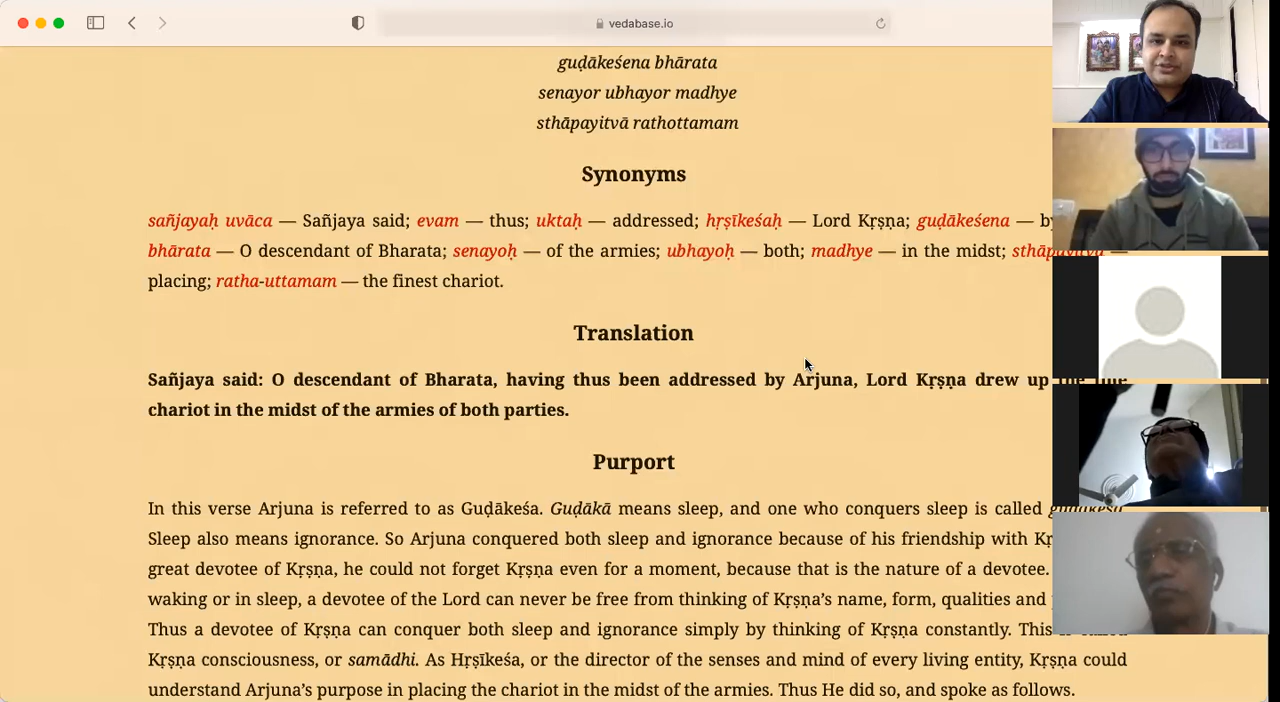 vedabase.io
guḍākeśena bhārata
senayor ubhayor madhye
sthāpayitvā rathottamam
Synonyms
sañjayaḥ uvāca — Sañjaya said; evam — thus; uktaḥ — addressed; hṛṣīkeśaḥ — Lord Kṛṣṇa; guḍākeśena —
bhārata — O descendant of Bharata; senayoḥ — of the armies; ubhayoḥ — both; madhye — in the midst; sthāpayitvā —
placing; ratha-uttamam — the finest chariot.
Translation
Sañjaya said: O descendant of Bharata, having thus been addressed by Arjuna, Lord Kṛṣṇa drew up
chariot in the midst of the armies of both parties.
Purport
In this verse Arjuna is referred to as Guḍākeśa. Guḍākā means sleep, and one who conquers sleep is called
Sleep also means ignorance. So Arjuna conquered both sleep and ignorance because of his friendship with
great devotee of Kṛṣṇa, he could not forget Kṛṣṇa even for a moment, because that is the nature of a devotee.
waking or in sleep, a devotee of the Lord can never be free from thinking of Kṛṣṇa’s name, form, qualities and
Thus a devotee of Kṛṣṇa can conquer both sleep and ignorance simply by thinking of Kṛṣṇa constantly. This is called
Kṛṣṇa consciousness, or samādhi. As Hṛṣīkeśa, or the director of the senses and mind of every living entity, Kṛṣṇa could
understand Arjuna’s purpose in placing the chariot in the midst of the armies. Thus He did so, and spoke as follows.